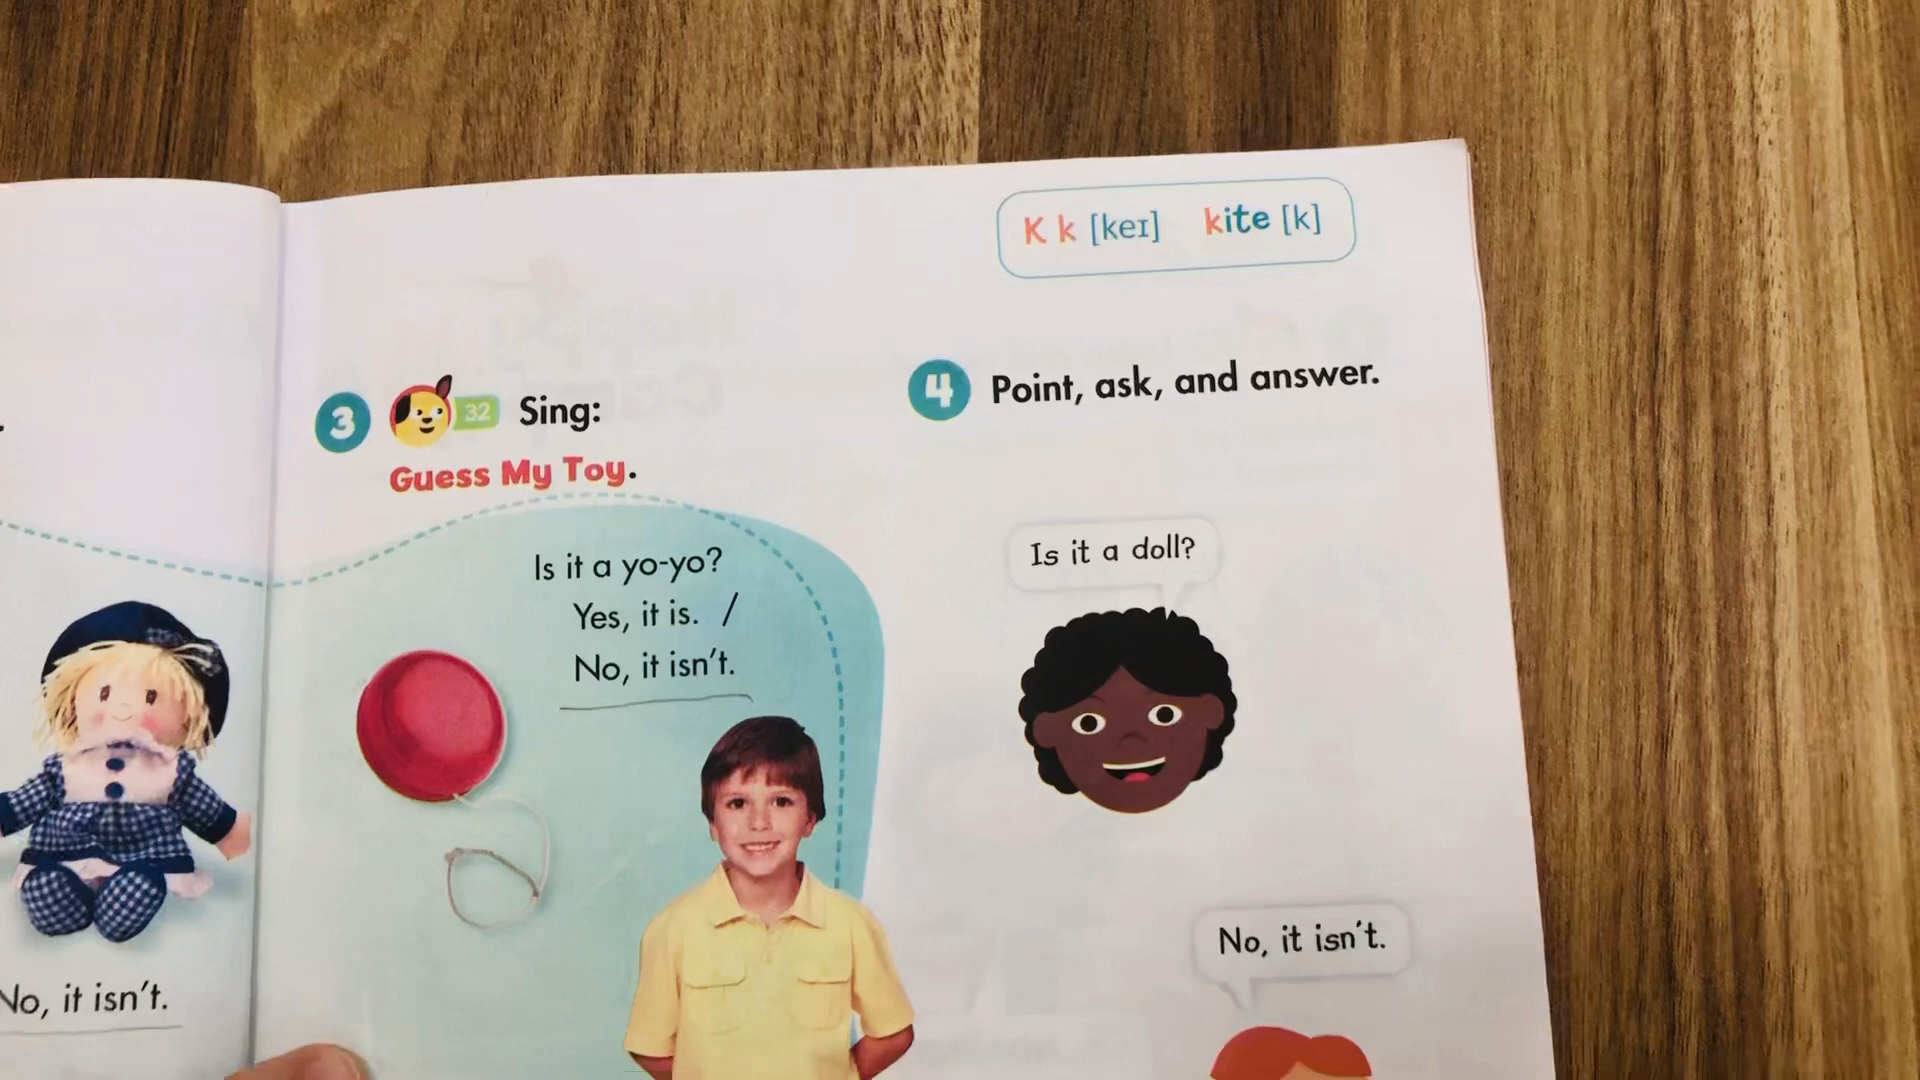 No, it isn't.
K k [keɪ] kite [k]
3 32 Sing:
Guess My Toy.
Is it a yo-yo?
Yes, it is. /
No, it isn't.
4 Point, ask, and answer.
Is it a doll?
No, it isn't.